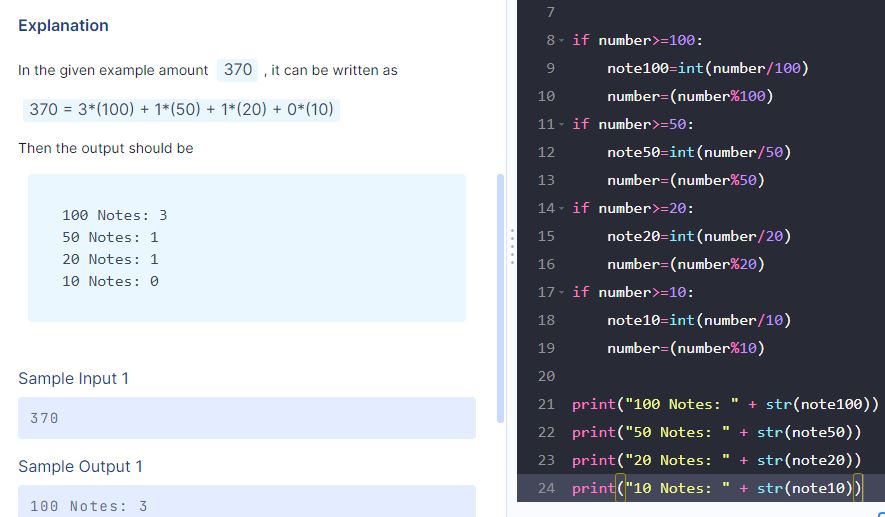 Explanation
In the given example amount 370 , it can be written as
370 = 3*(100) + 1*(50) + 1*(20) + 0*(10)
Then the output should be
100 Notes: 3
50 Notes: 1
20 Notes: 1
10 Notes: 0
Sample Input 1
370
Sample Output 1
100 Notes: 3
7
8 if number>=100:
9 note100=int(number/100)
10 number=(number%100)
11 if number>=50:
12 note50=int(number/50)
13 number=(number%50)
14 if number>=20:
15 note20=int(number/20)
16 number=(number%20)
17 if number>=10:
18 note10=int(number/10)
19 number=(number%10)
20
21 print("100 Notes: " + str(note100))
22 print("50 Notes: " + str(note50))
23 print("20 Notes: " + str(note20))
24 print("10 Notes: " + str(note10))